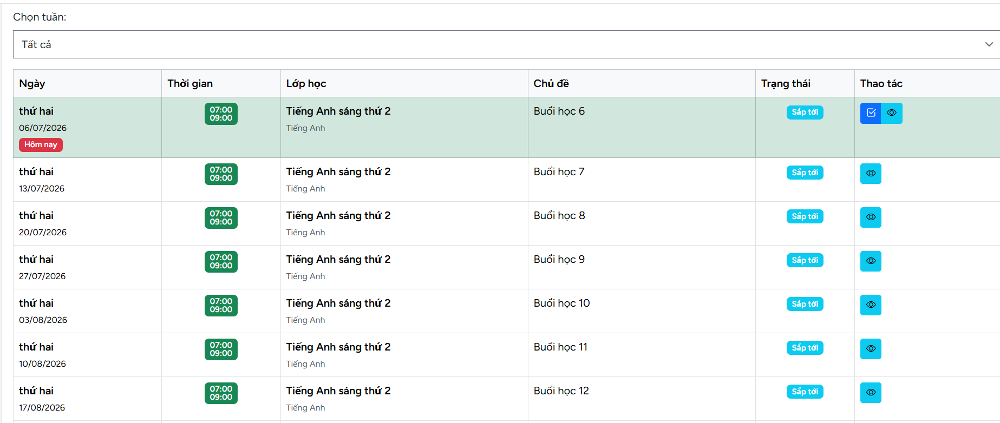 Chọn tuần:
Tất cả
Ngày Thời gian Lớp học Chủ đề Trạng thái Thao tác
thứ hai 07:00 Tiếng Anh sáng thứ 2 Buổi học 6 Sắp tới
09:00
06/07/2026 Tiếng Anh
Hôm nay
thứ hai 07:00 Tiếng Anh sáng thứ 2 Buổi học 7 Sắp tới
09:00
13/07/2026 Tiếng Anh
thứ hai 07:00 Tiếng Anh sáng thứ 2 Buổi học 8 Sắp tới
09:00
20/07/2026 Tiếng Anh
thứ hai 07:00 Tiếng Anh sáng thứ 2 Buổi học 9 Sắp tới
09:00
27/07/2026 Tiếng Anh
thứ hai 07:00 Tiếng Anh sáng thứ 2 Buổi học 10 Sắp tới
09:00
03/08/2026 Tiếng Anh
thứ hai 07:00 Tiếng Anh sáng thứ 2 Buổi học 11 Sắp tới
09:00
10/08/2026 Tiếng Anh
thứ hai 07:00 Tiếng Anh sáng thứ 2 Buổi học 12 Sắp tới
09:00
17/08/2026 Tiếng Anh